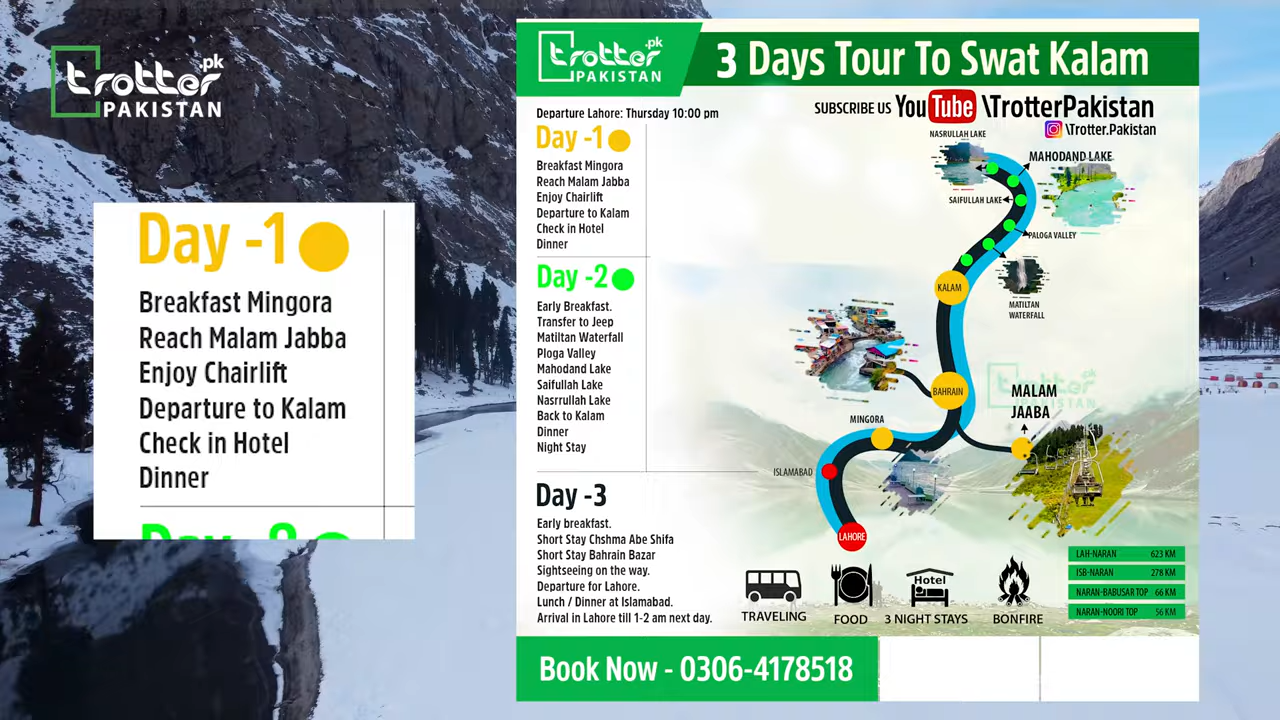 trotter.pk
PAKISTAN
Day -1
Breakfast Mingora
Reach Malam Jabba
Enjoy Chairlift
Departure to Kalam
Check in Hotel
Dinner
trotter.pk
PAKISTAN
3 Days Tour To Swat Kalam
Departure Lahore: Thursday 10:00 pm
SUBSCRIBE US YouTube \TrotterPakistan
\Trotter.Pakistan
Day -1
Breakfast Mingora
Reach Malam Jabba
Enjoy Chairlift
Departure to Kalam
Check in Hotel
Dinner
Day -2
Early Breakfast.
Transfer to Jeep
Matiltan Waterfall
Ploga Valley
Mahodand Lake
Saifullah Lake
Nasrrullah Lake
Back to Kalam
Dinner
Night Stay
Day -3
Early breakfast.
Short Stay Chshma Abe Shifa
Short Stay Bahrain Bazar
Sightseeing on the way.
Departure for Lahore.
Lunch / Dinner at Islamabad.
Arrival in Lahore till 1-2 am next day.
NASRULLAH LAKE
MAHODAND LAKE
SAIFULLAH LAKE
PALOGA VALLEY
KALAM
MATILTAN
WATERFALL
BAHRAIN
trotter.pk
PAKISTAN
MALAM
JAABA
MINGORA
ISLAMABAD
LAHORE
TRAVELING
FOOD
Hotel
3 NIGHT STAYS
BONFIRE
LAH-NARAN 623 KM
ISB-NARAN 278 KM
NARAN-BABUSAR TOP 66 KM
NARAN-NOORI TOP 56 KM
Book Now - 0306-4178518